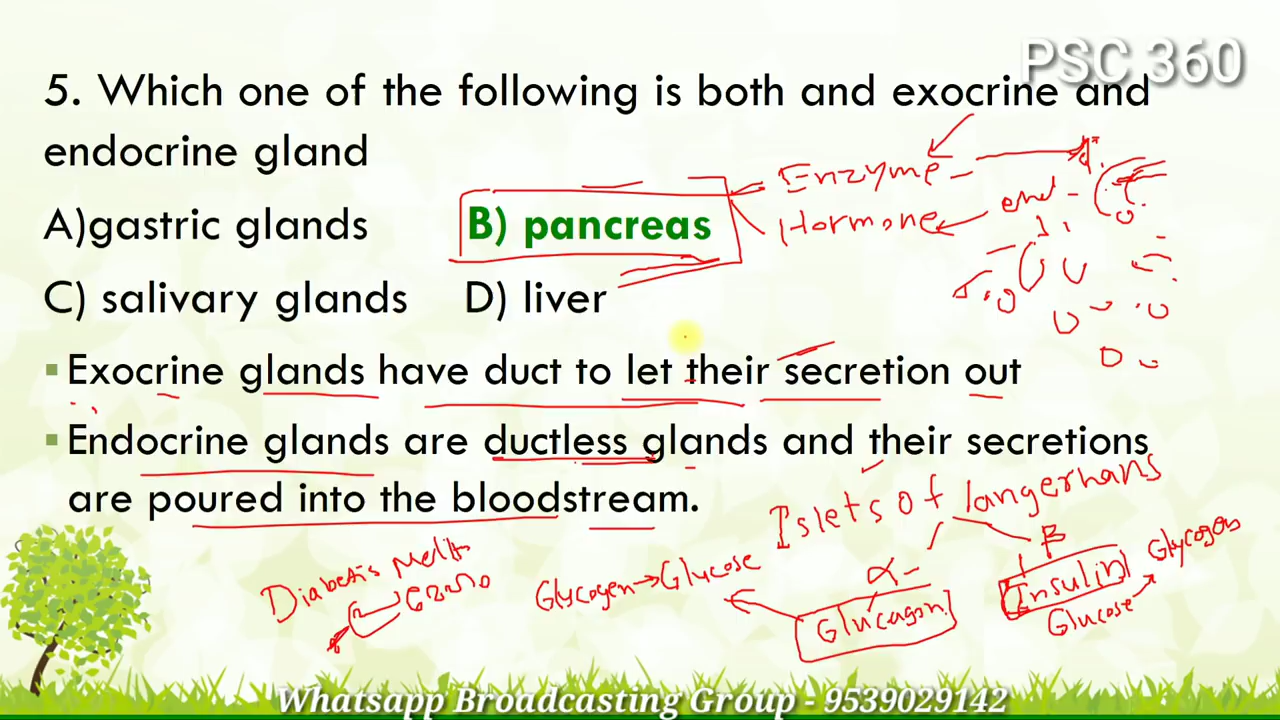 PSC 360
5. Which one of the following is both and exocrine and
endocrine gland
A)gastric glands B) pancreas
C) salivary glands D) liver
Enzyme
Hormone
end
▪ Exocrine glands have duct to let their secretion out
▪ Endocrine glands are ductless glands and their secretions
are poured into the bloodstream.
Islets of langerhans
α β
Glucagon Insulin
Glycogen → Glucose
Glucose → Glycogen
Diabetis
Whatsapp Broadcasting Group - 9539029142